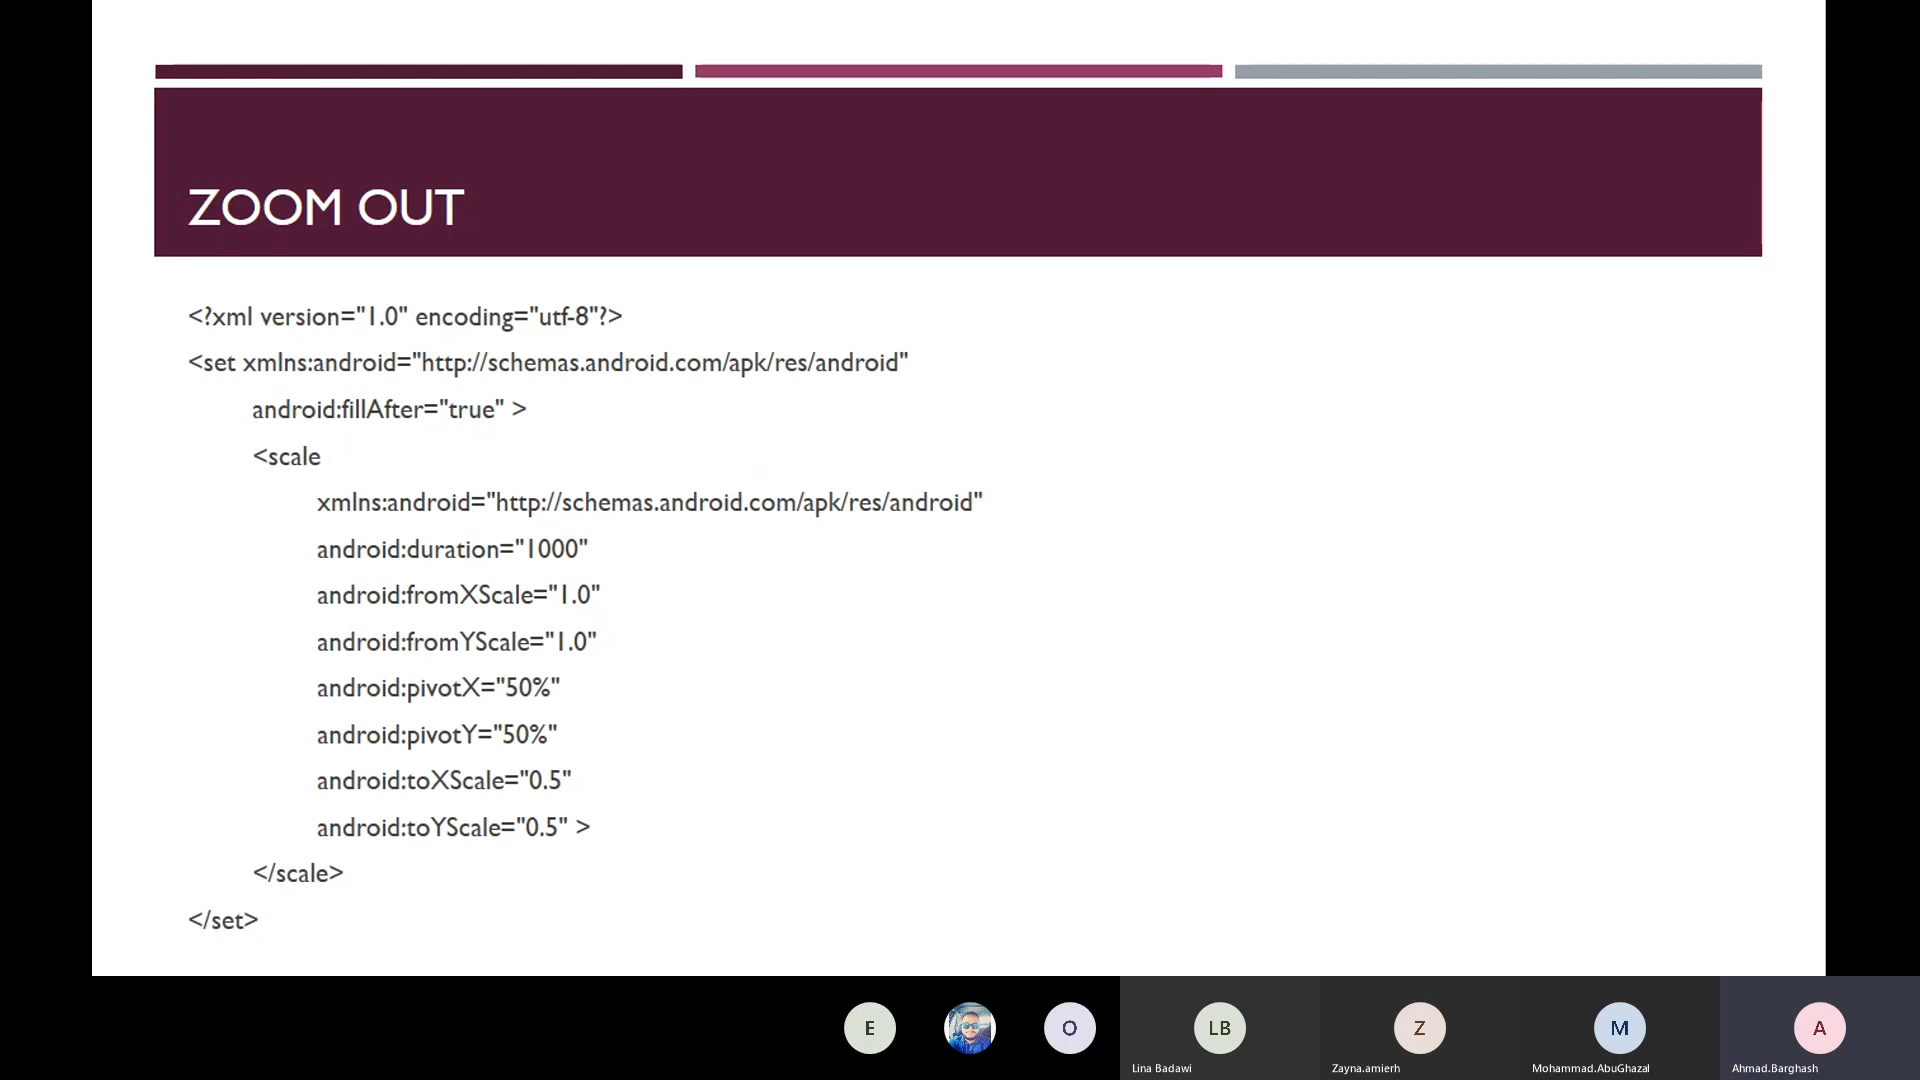 ZOOM OUT
<?xml version="1.0" encoding="utf-8"?>
<set xmlns:android="http://schemas.android.com/apk/res/android"
android:fillAfter="true" >
<scale
xmlns:android="http://schemas.android.com/apk/res/android"
android:duration="1000"
android:fromXScale="1.0"
android:fromYScale="1.0"
android:pivotX="50%"
android:pivotY="50%"
android:toXScale="0.5"
android:toYScale="0.5" >
</scale>
</set>
E O LB Z M A
Lina Badawi Zayna.amierh Mohammad.AbuGhazal Ahmad.Barghash